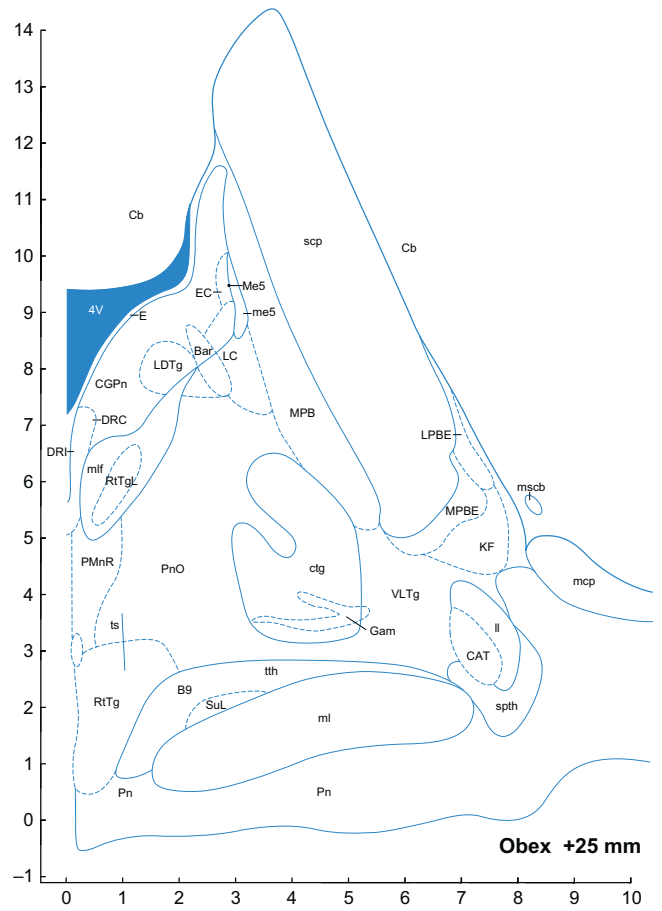 14
13
12
11
Cb
scp
10
Cb
EC
Me5
4V
E
me5
9
Bar
LC
LDTg
8
CGPn
7
DRC
MPB
LPBE
DRI
mlf
RtTgL
6
mscb
MPBE
5
KF
PMnR
PnO
ctg
mcp
4
VLTg
ts
Gam
ll
3
CAT
tth
B9
RtTg
SuL
2
spth
ml
1
Pn
Pn
0
Obex +25 mm
–1
0 1 2 3 4 5 6 7 8 9 10